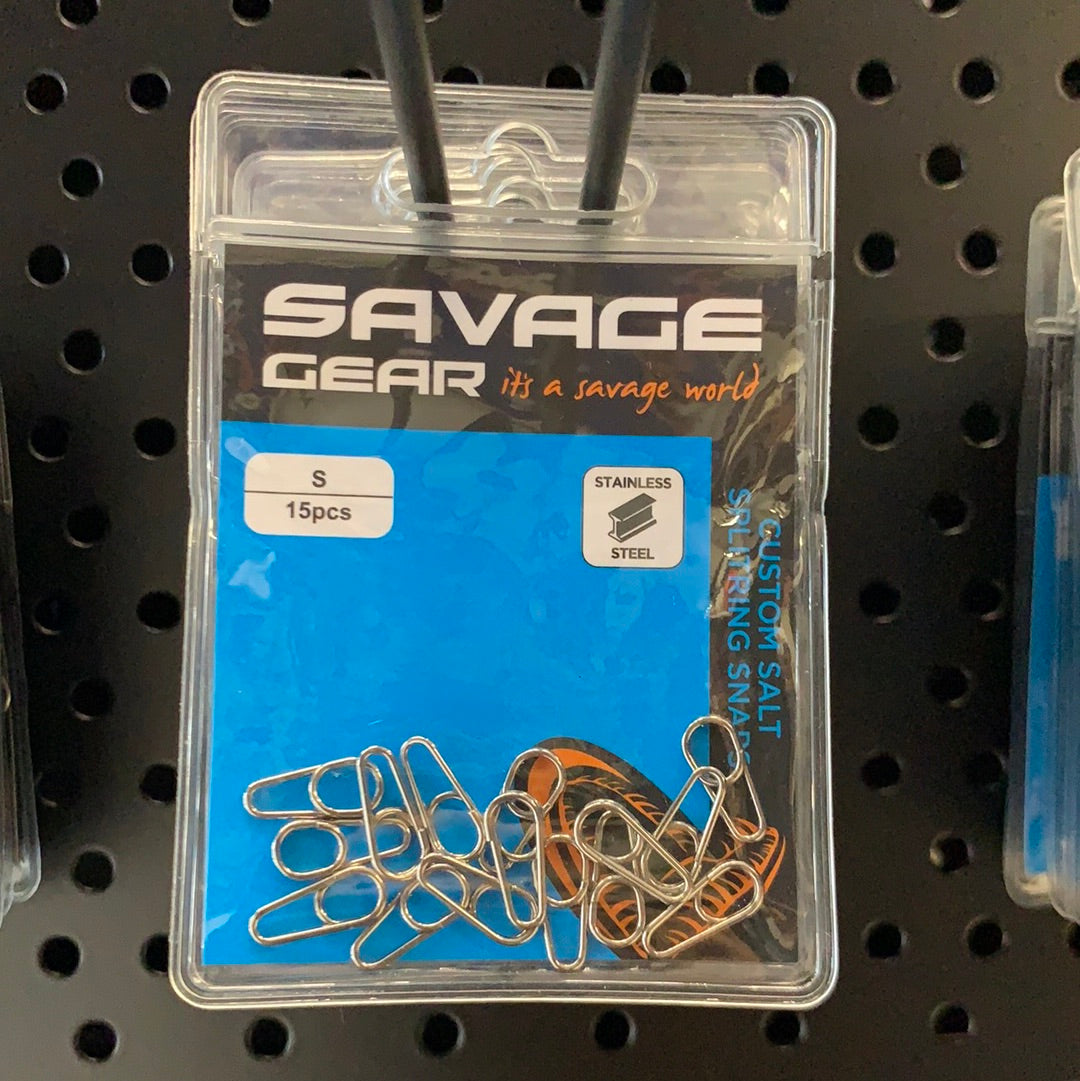 SAVAGE
GEAR it's a savage world
S
15pcs
STAINLESS
STEEL
CUSTOM SALT
SPLITRING SNAPS